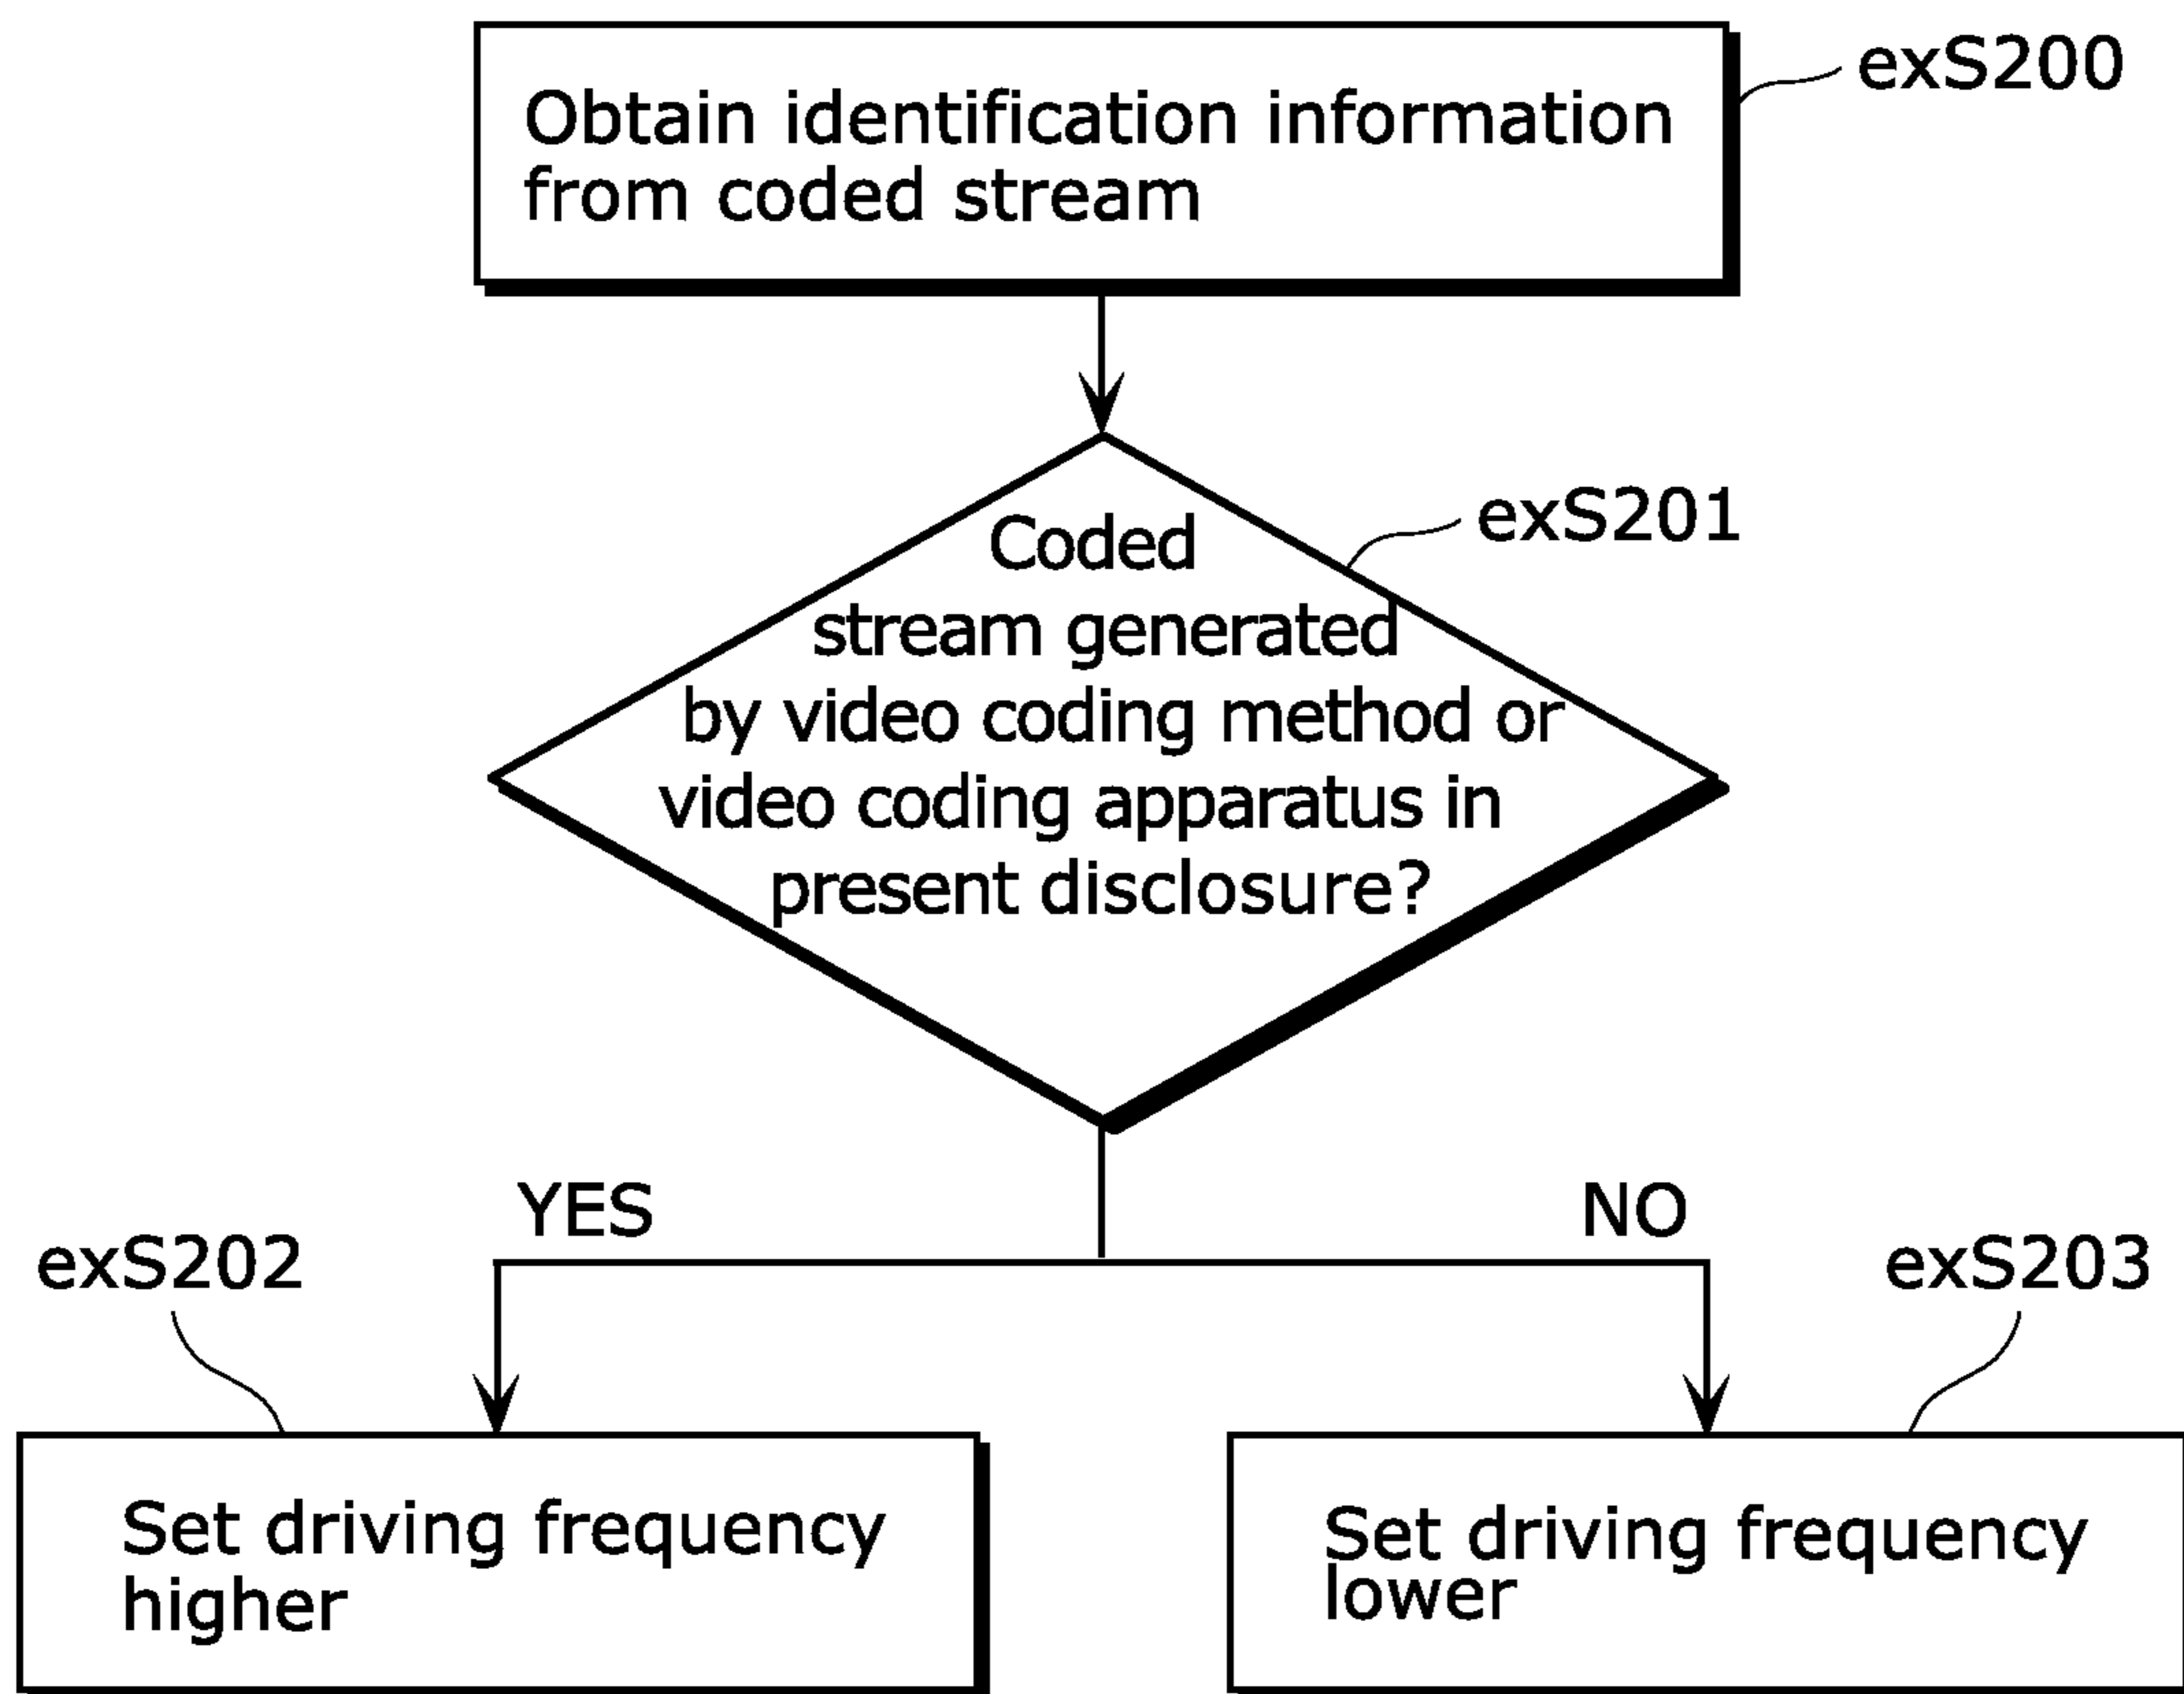 Obtain identification information
from coded stream
exS200
Coded
stream generated
by video coding method or
video coding apparatus in
present disclosure?
exS201
YES
NO
exS202
exS203
Set driving frequency
higher
Set driving frequency
lower